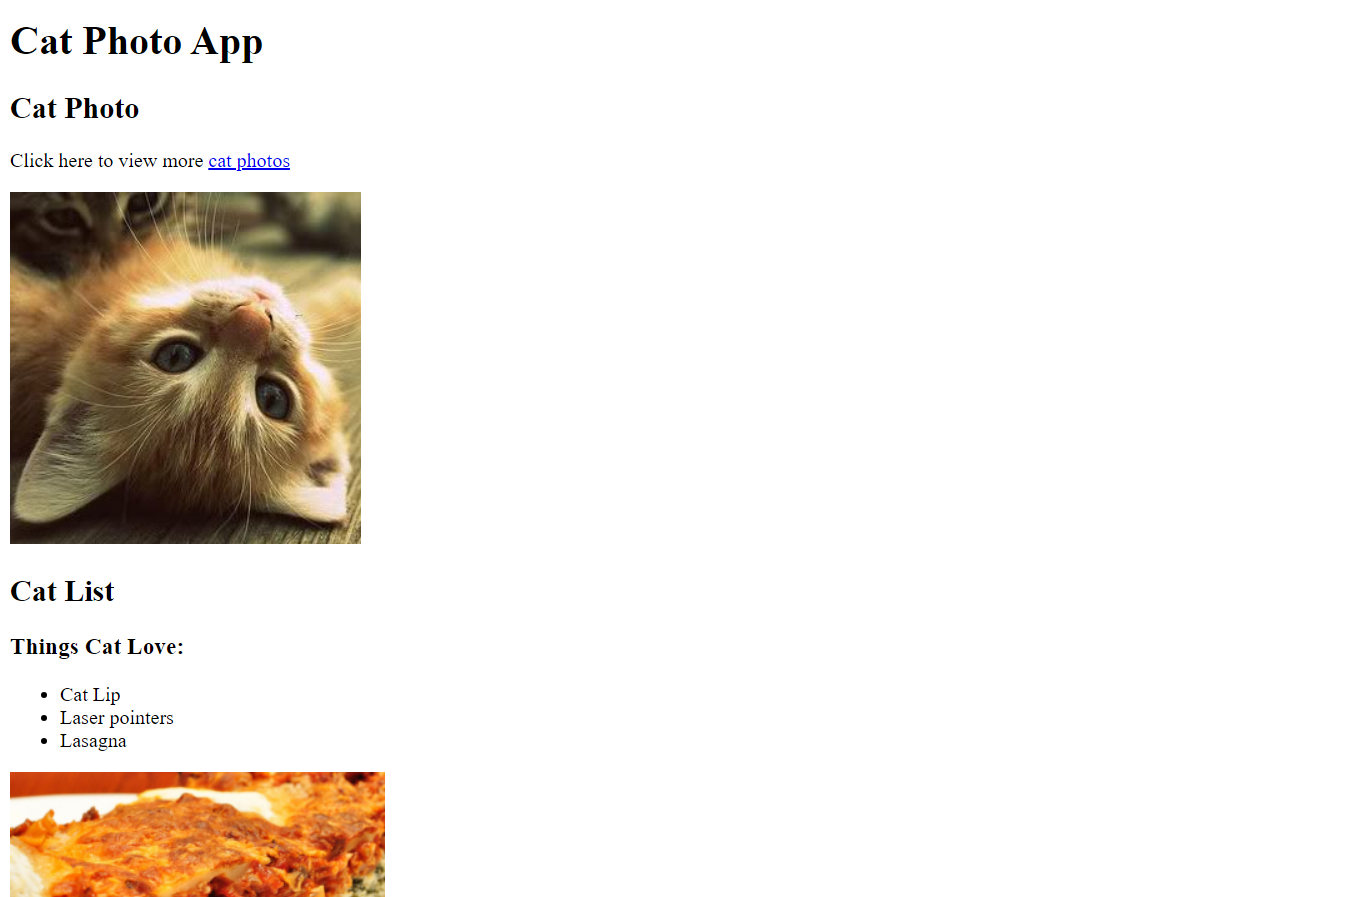 Cat Photo App
Cat Photo
Click here to view more cat photos
Cat List
Things Cat Love:
Cat Lip
Laser pointers
Lasagna